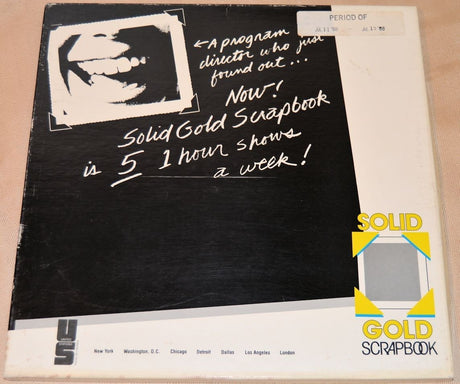 PERIOD OF
← A program
director who just
found out...
Now!
Solid Gold Scrapbook
is 5 1 hour shows
a week!
SOLID
GOLD
SCRAPBOOK
US
New York Washington, D.C. Chicago Detroit Dallas Los Angeles London